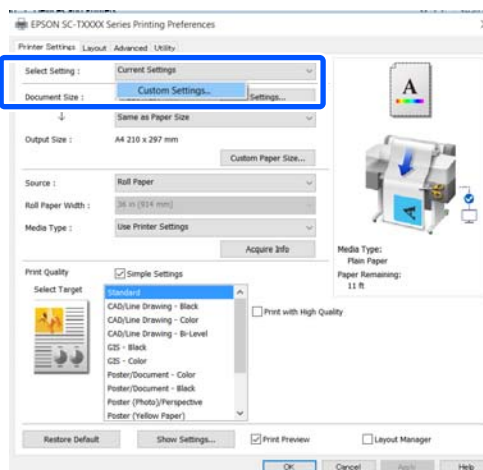 EPSON SC-TXXXX Series Printing Preferences
Printer Settings Layout Advanced Utility
Select Setting : Current Settings
Custom Settings...
Document Size : Settings...
Same as Paper Size
Output Size : A4 210 x 297 mm
Custom Paper Size...
Source : Roll Paper
Roll Paper Width : 36 in (914 mm)
Media Type : Use Printer Settings
Acquire Info
Media Type:
Plain Paper
Paper Remaining:
11 ft
Print Quality Simple Settings
Select Target Standard
CAD/Line Drawing - Black
CAD/Line Drawing - Color
CAD/Line Drawing - Bi-Level
GIS - Black
GIS - Color
Poster/Document - Color
Poster/Document - Black
Poster (Photo)/Perspective
Poster (Yellow Paper)
Print with High Quality
Restore Default Show Settings... Print Preview Layout Manager
OK Cancel Apply Help
A